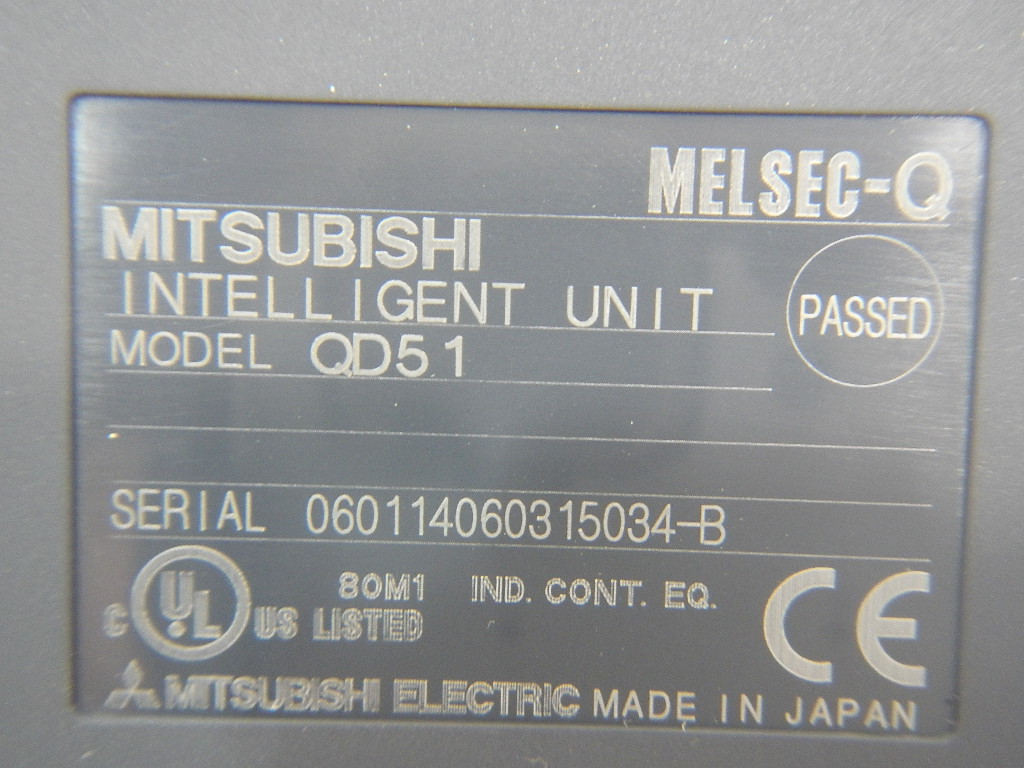 MELSEC-Q
MITSUBISHI
INTELLIGENT UNIT
PASSED
MODEL QD51
SERIAL 060114060315034-B
C UL US LISTED
80M1 IND. CONT. EQ.
CE
MITSUBISHI ELECTRIC MADE IN JAPAN